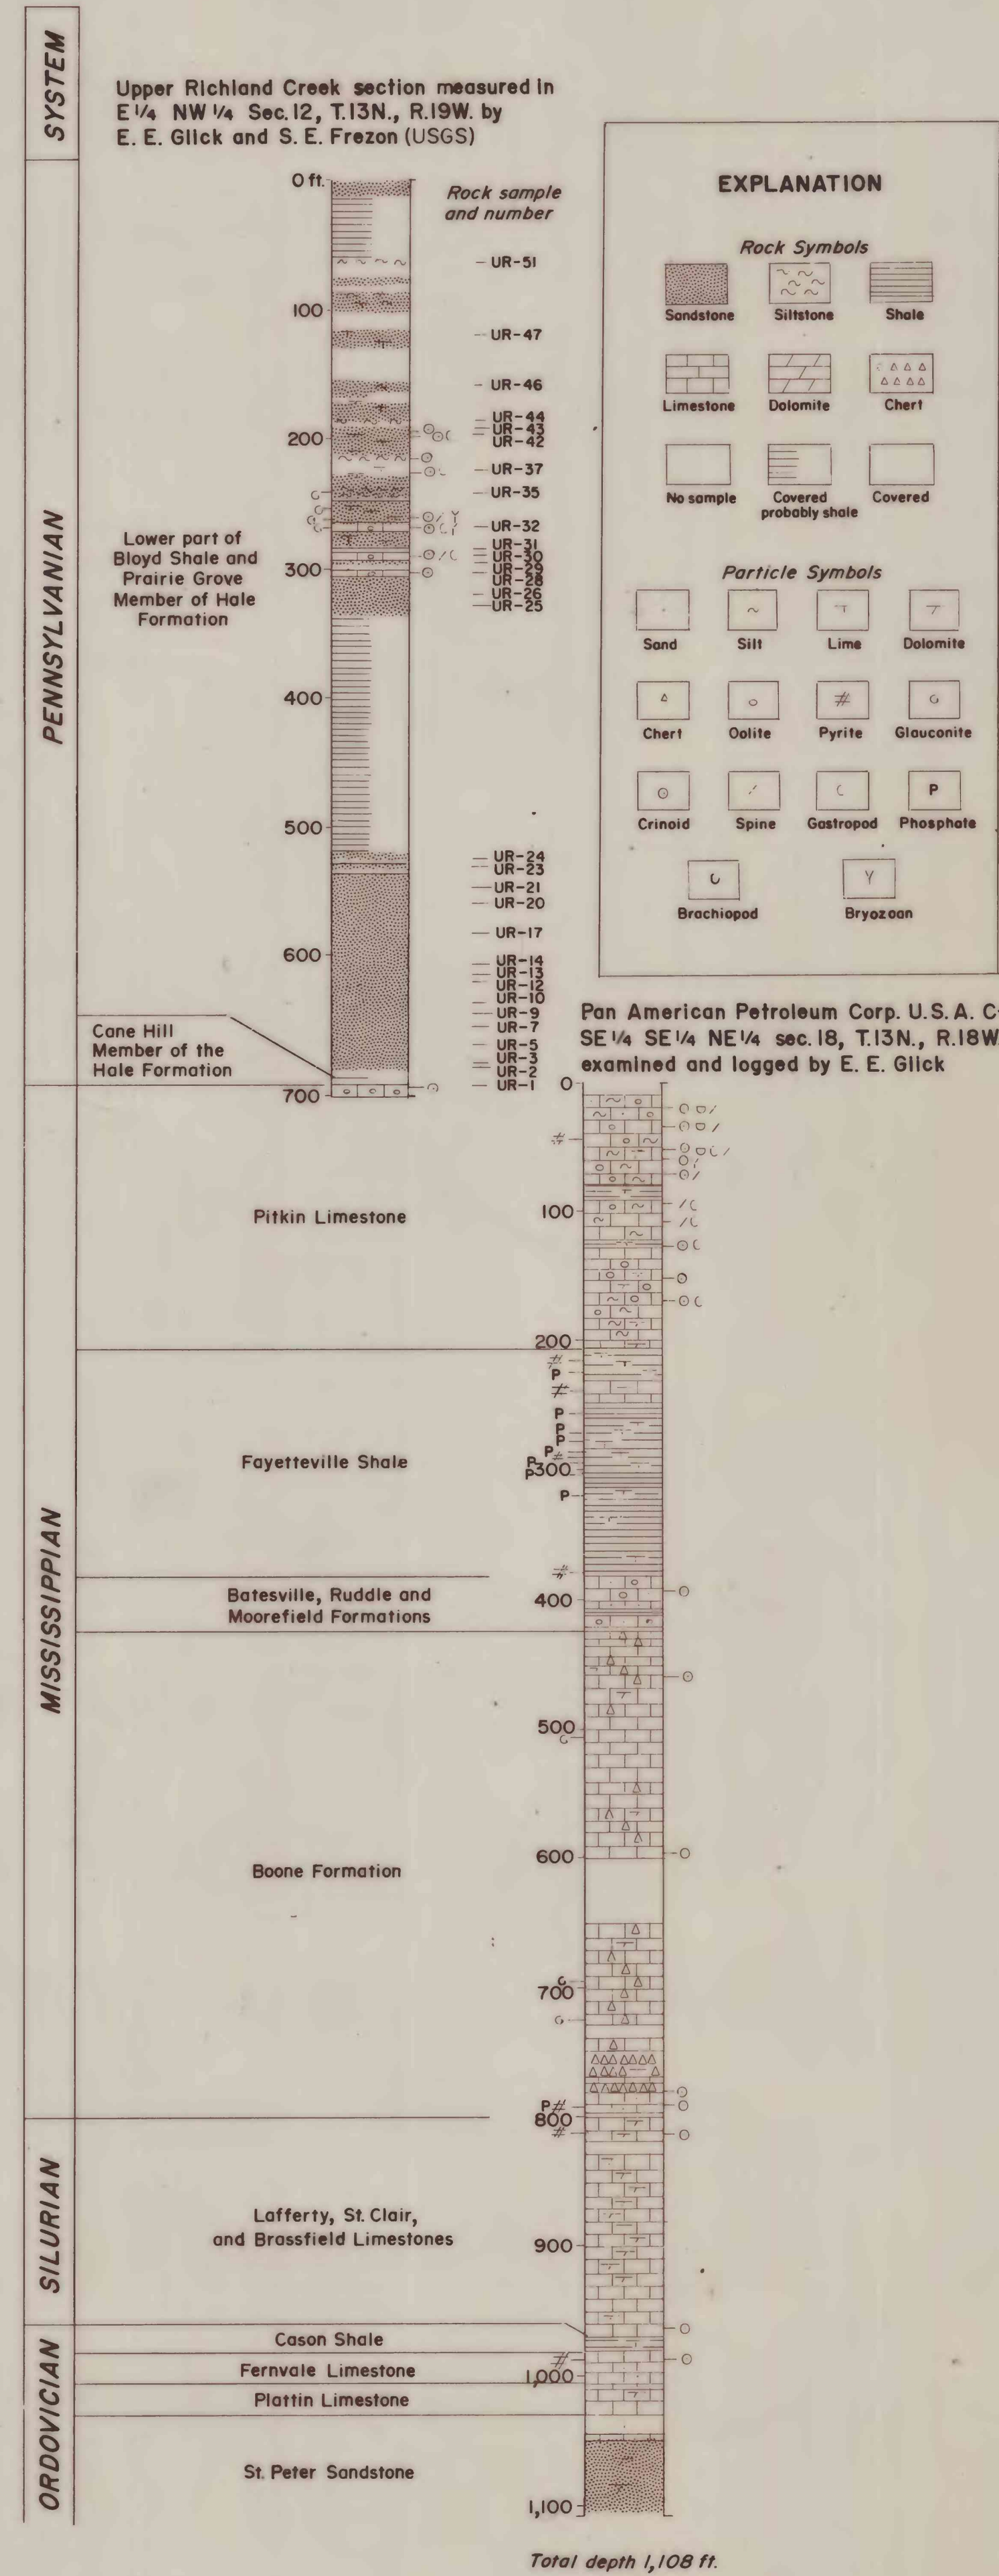 SYSTEM
Upper Richland Creek section measured in
E 1/4 NW 1/4 Sec. 12, T.13N., R.19W. by
E. E. Glick and S. E. Frezon (USGS)
0 ft.
100
200
300
400
500
600
700
Rock sample
and number
UR-51
UR-47
UR-46
UR-44
UR-43
UR-42
UR-37
UR-35
UR-32
UR-31
UR-30
UR-29
UR-28
UR-26
UR-25
UR-24
UR-23
UR-21
UR-20
UR-17
UR-14
UR-13
UR-12
UR-10
UR-9
UR-7
UR-5
UR-3
UR-2
UR-1
PENNSYLVANIAN
Lower part of
Bloyd Shale and
Prairie Grove
Member of Hale
Formation
Cane Hill
Member of the
Hale Formation
EXPLANATION
Rock Symbols
Sandstone Siltstone Shale
Limestone Dolomite Chert
No sample Covered probably shale Covered
Particle Symbols
Sand Silt Lime Dolomite
Chert Oolite Pyrite Glauconite
P
Crinoid Spine Gastropod Phosphate
Y
Brachiopod Bryozoan
Pan American Petroleum Corp. U.S.A. C-
SE 1/4 SE 1/4 NE 1/4 sec. 18, T.13N., R.18W
examined and logged by E. E. Glick
0
100
200
P
P
P
P
P
P
P300
P
400
500
600
700
P#
800
900
1,000
1,100
MISSISSIPPIAN
Pitkin Limestone
Fayetteville Shale
Batesville, Ruddle and
Moorefield Formations
Boone Formation
SILURIAN
Lafferty, St. Clair,
and Brassfield Limestones
ORDOVICIAN
Cason Shale
Fernvale Limestone
Plattin Limestone
St. Peter Sandstone
Total depth 1,108 ft.